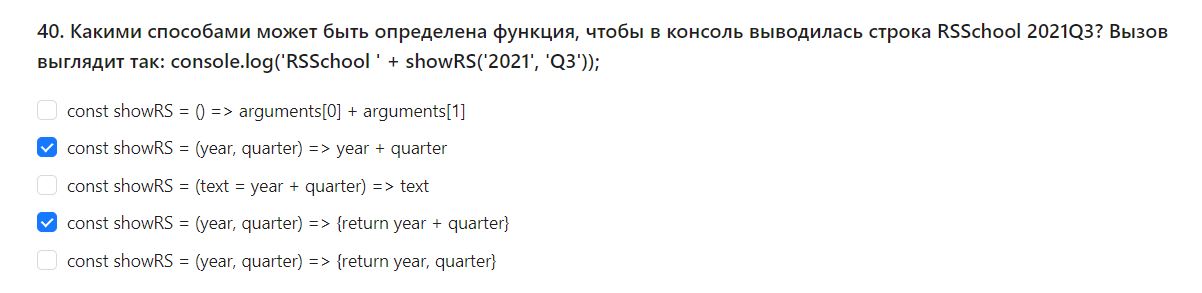 40. Какими способами может быть определена функция, чтобы в консоль выводилась строка RSSchool 2021Q3? Вызов
выглядит так: console.log('RSSchool ' + showRS('2021', 'Q3'));
const showRS = () => arguments[0] + arguments[1]
const showRS = (year, quarter) => year + quarter
const showRS = (text = year + quarter) => text
const showRS = (year, quarter) => {return year + quarter}
const showRS = (year, quarter) => {return year, quarter}